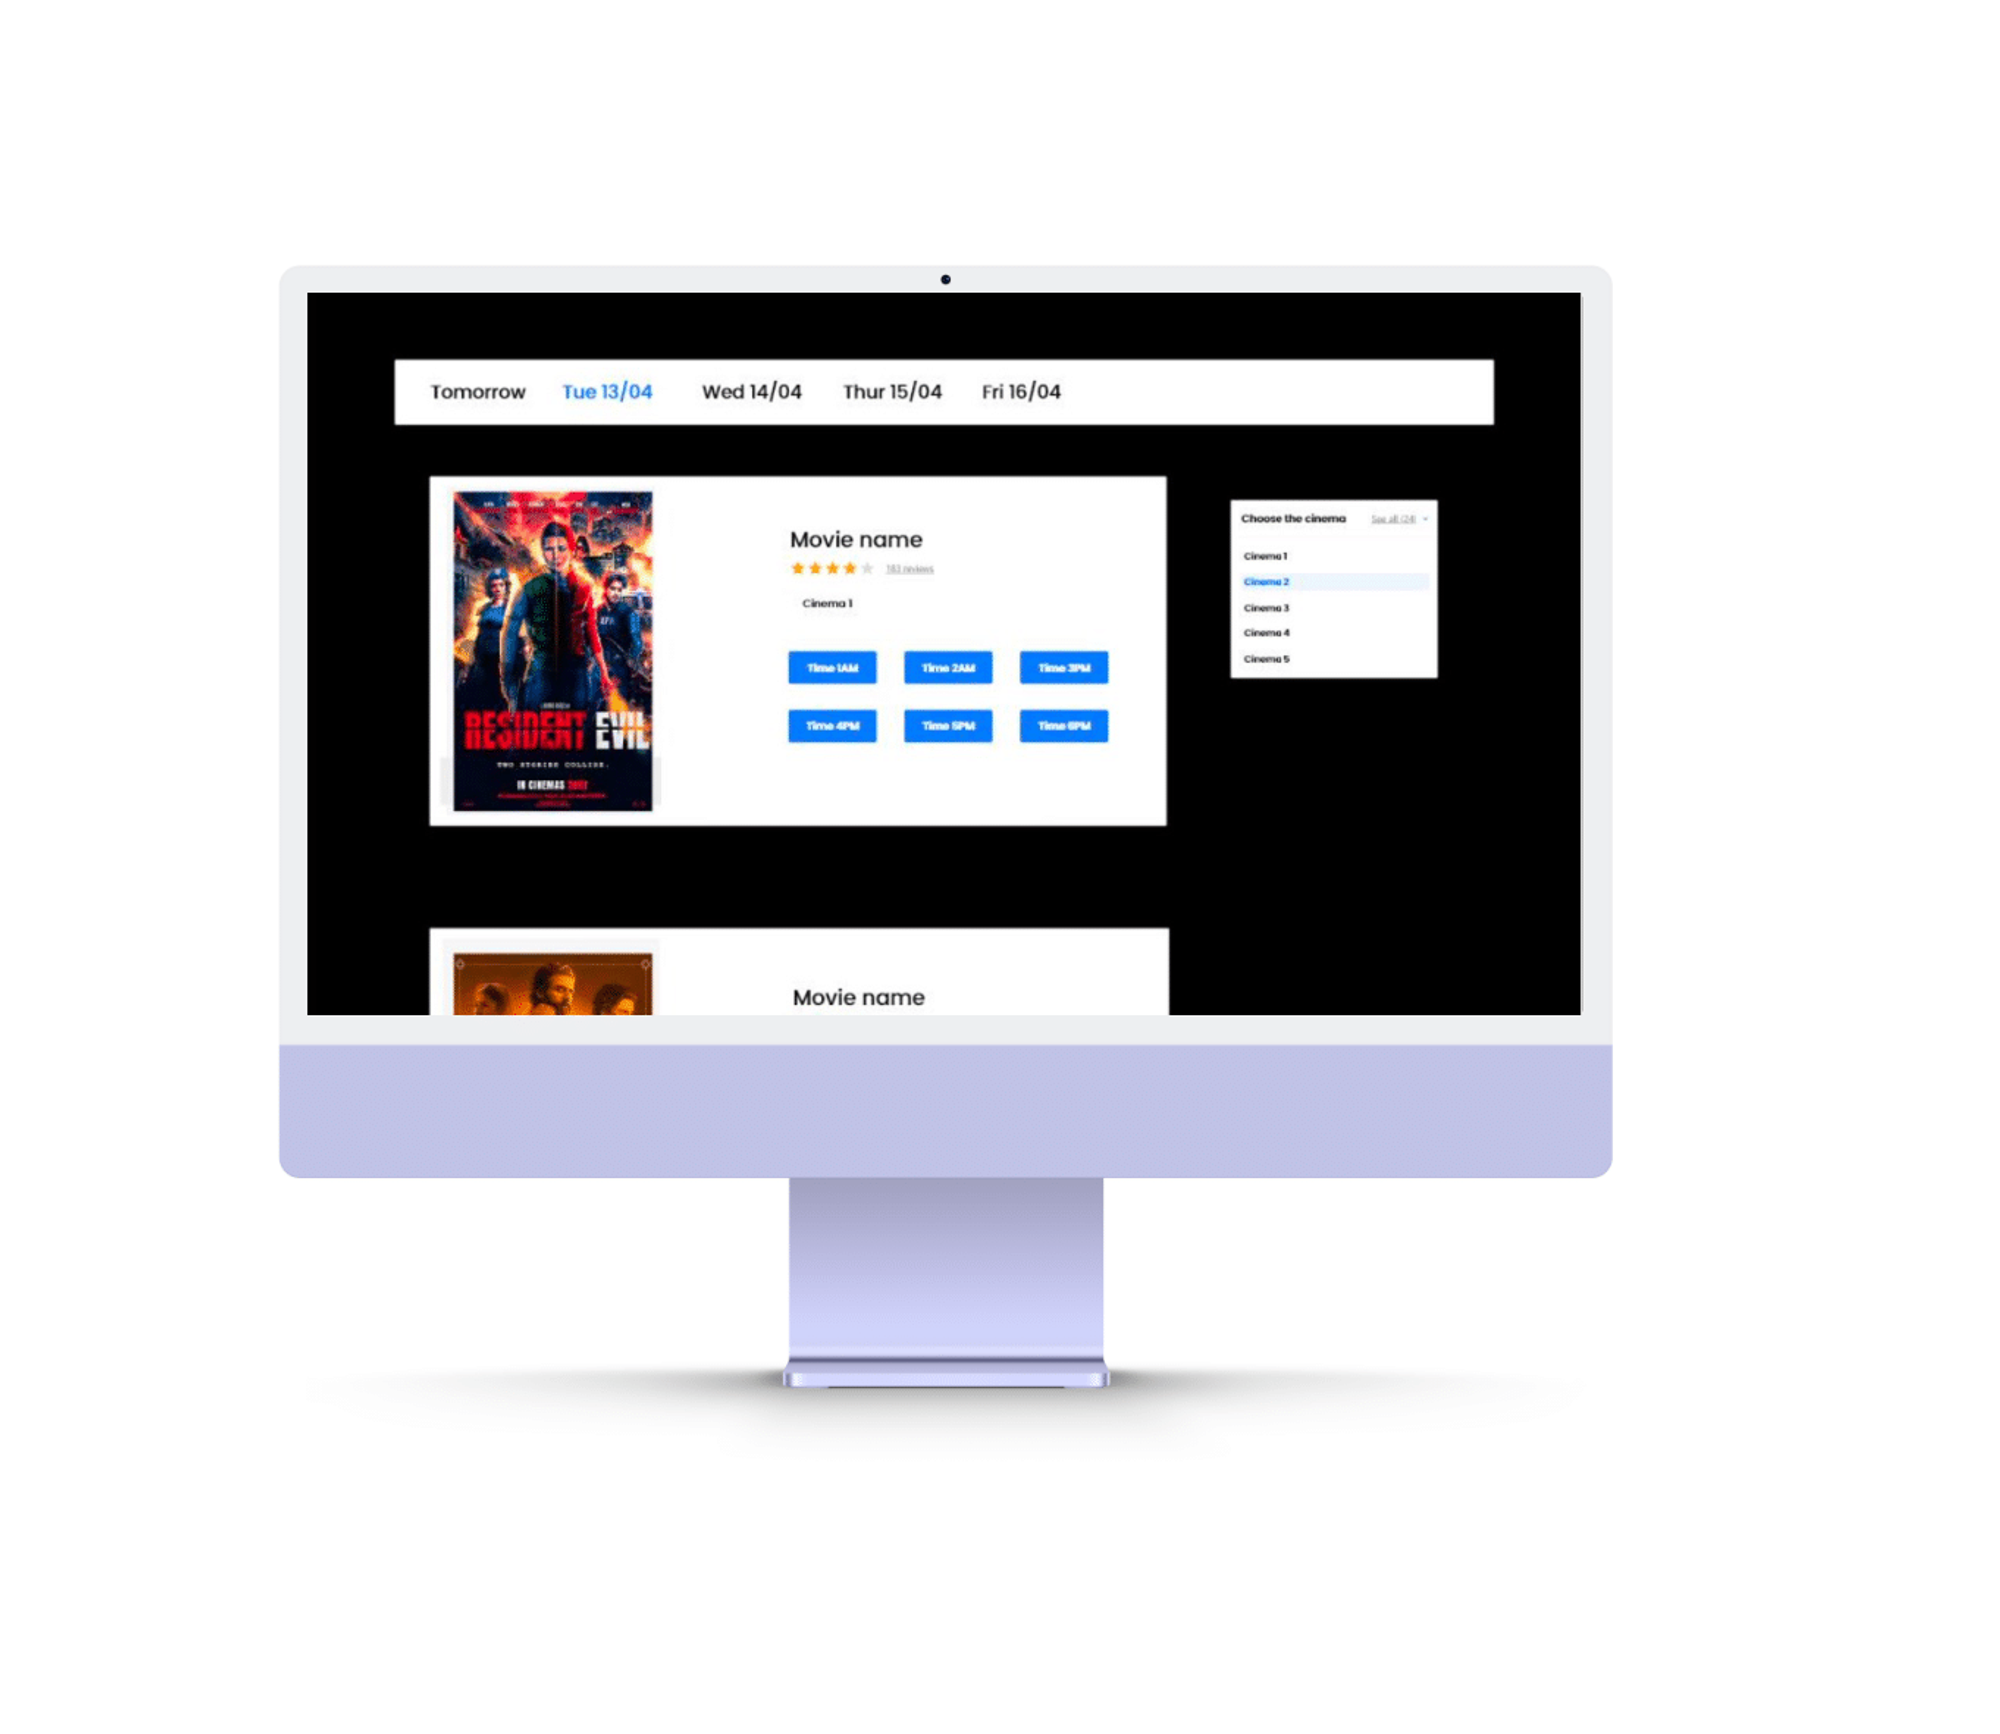 Tomorrow Tue 13/04 Wed 14/04 Thur 15/04 Fri 16/04
Movie name
183 reviews
Cinema 1
Time 1AM Time 2AM Time 3PM
Time 4PM Time 5PM Time 6PM
RESIDENT EVIL
TWO STORIES COLLIDE.
IN CINEMAS
Choose the cinema See all (24)
Cinema 1
Cinema 2
Cinema 3
Cinema 4
Cinema 5
Movie name